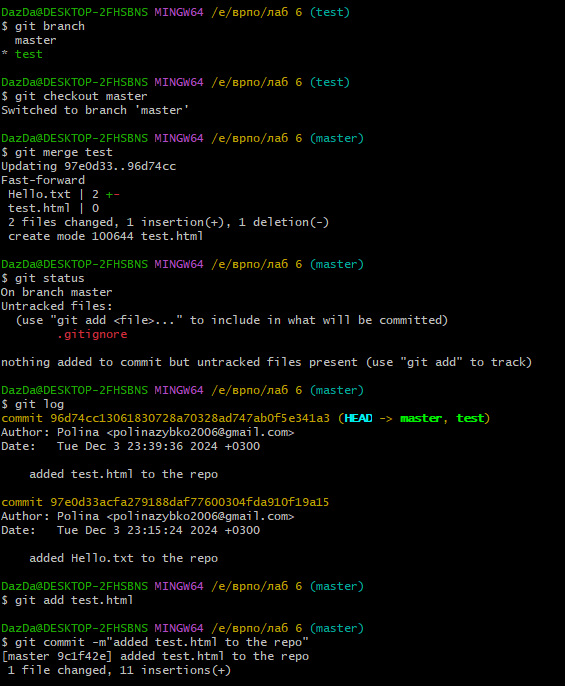 DazDa@DESKTOP-2FHSBNS MINGW64 /e/врпо/лаб 6 (test)
$ git branch
  master
* test

DazDa@DESKTOP-2FHSBNS MINGW64 /e/врпо/лаб 6 (test)
$ git checkout master
Switched to branch 'master'

DazDa@DESKTOP-2FHSBNS MINGW64 /e/врпо/лаб 6 (master)
$ git merge test
Updating 97e0d33..96d74cc
Fast-forward
 Hello.txt | 2 +-
 test.html | 0
 2 files changed, 1 insertion(+), 1 deletion(-)
 create mode 100644 test.html

DazDa@DESKTOP-2FHSBNS MINGW64 /e/врпо/лаб 6 (master)
$ git status
On branch master
Untracked files:
  (use "git add <file>..." to include in what will be committed)
        .gitignore

nothing added to commit but untracked files present (use "git add" to track)

DazDa@DESKTOP-2FHSBNS MINGW64 /e/врпо/лаб 6 (master)
$ git log
commit 96d74cc13061830728a70328ad747ab0f5e341a3 (HEAD -> master, test)
Author: Polina <polinazybko2006@gmail.com>
Date:   Tue Dec 3 23:39:36 2024 +0300

    added test.html to the repo

commit 97e0d33acfa279188daf77600304fda910f19a15
Author: Polina <polinazybko2006@gmail.com>
Date:   Tue Dec 3 23:15:24 2024 +0300

    added Hello.txt to the repo

DazDa@DESKTOP-2FHSBNS MINGW64 /e/врпо/лаб 6 (master)
$ git add test.html

DazDa@DESKTOP-2FHSBNS MINGW64 /e/врпо/лаб 6 (master)
$ git commit -m"added test.html to the repo"
[master 9c1f42e] added test.html to the repo
 1 file changed, 11 insertions(+)